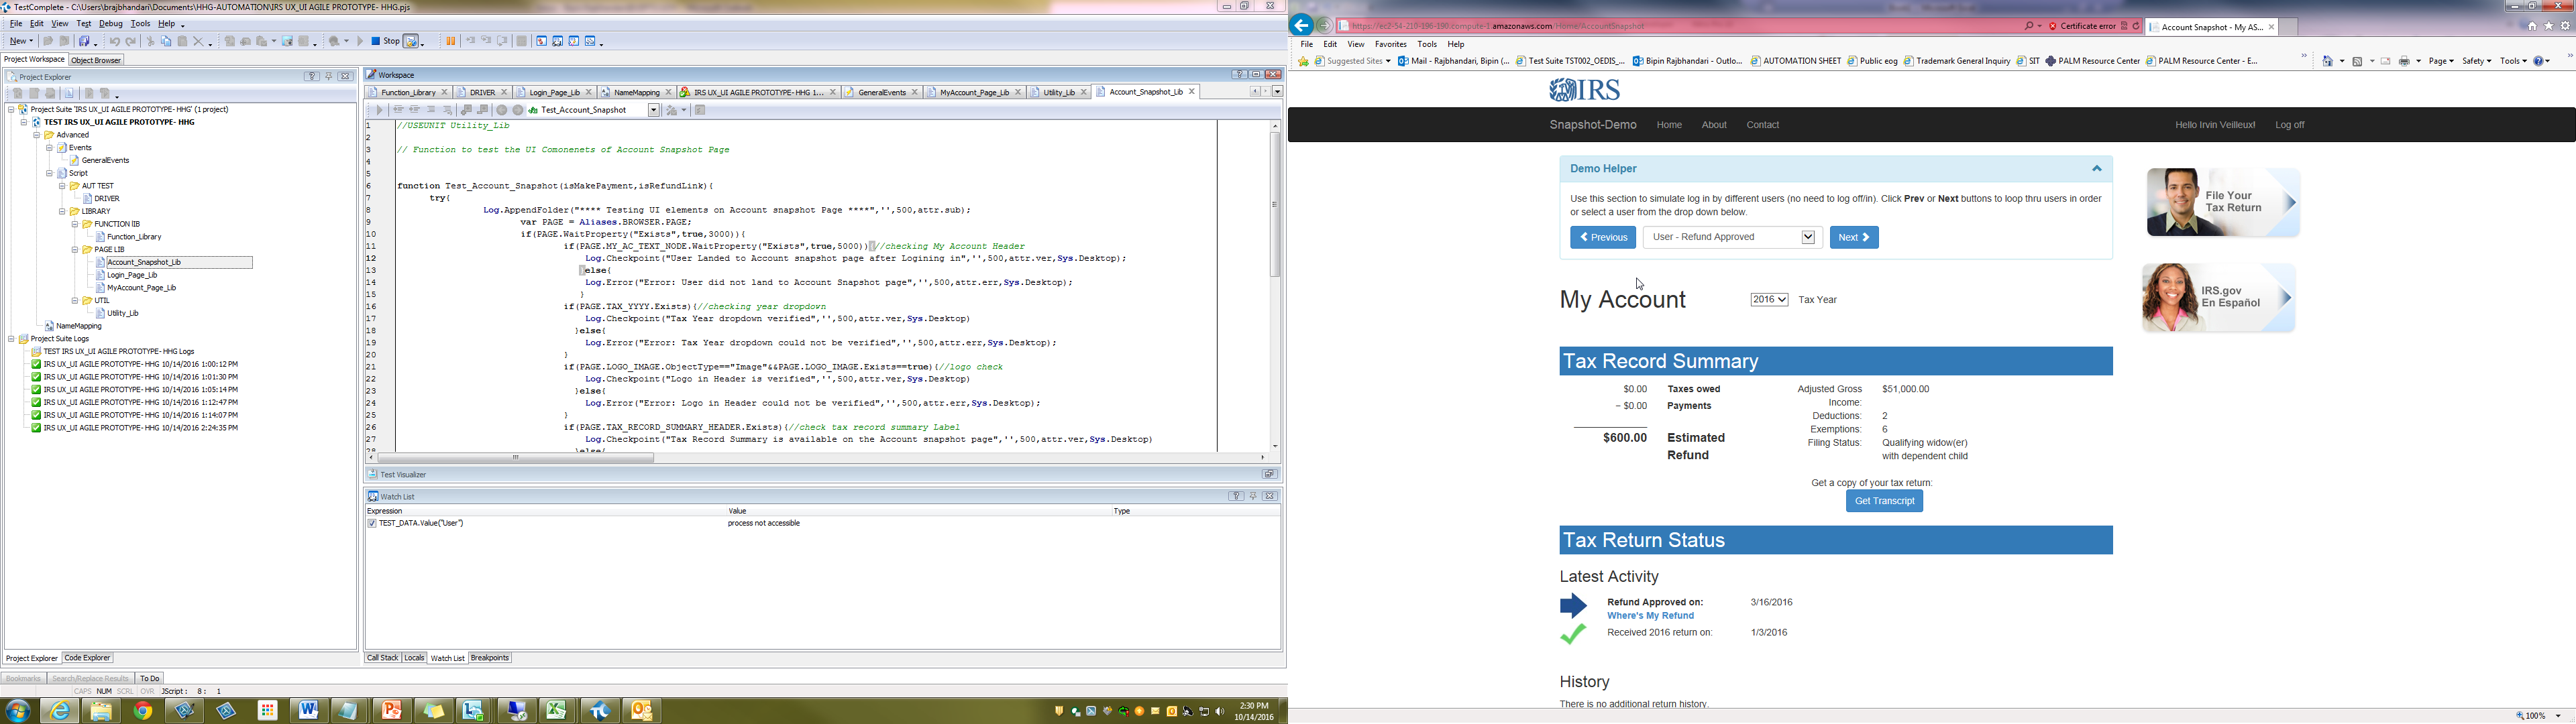 TestComplete - C:\Users\brajbhandari\Documents\HHG-AUTOMATION\IRS UX_UI AGILE PROTOTYPE- HHG.pjs
File Edit View Test Debug Tools Help
New
Stop
Project Workspace Object Browser
Project Explorer
Project Suite 'IRS UX_UI AGILE PROTOTYPE-HHG' (1 project)
TEST IRS UX_UI AGILE PROTOTYPE- HHG
Advanced
Events
GeneralEvents
Script
AUT TEST
DRIVER
LIBRARY
FUNCTION IIB
Function_Library
PAGE LIB
Account_Snapshot_Lib
Login_Page_Lib
MyAccount_Page_Lib
UTIL
Utility_Lib
NameMapping
Project Suite Logs
TEST IRS UX_UI AGILE PROTOTYPE- HHG Logs
IRS UX_UI AGILE PROTOTYPE- HHG 10/14/2016 1:00:12 PM
IRS UX_UI AGILE PROTOTYPE- HHG 10/14/2016 1:01:30 PM
IRS UX_UI AGILE PROTOTYPE- HHG 10/14/2016 1:05:14 PM
IRS UX_UI AGILE PROTOTYPE- HHG 10/14/2016 1:12:47 PM
IRS UX_UI AGILE PROTOTYPE- HHG 10/14/2016 1:14:07 PM
IRS UX_UI AGILE PROTOTYPE- HHG 10/14/2016 2:24:35 PM
Project Explorer Code Explorer
Workspace
Function_Library DRIVER Login_Page_Lib NameMapping IRS UX_UI AGILE PROTOTYPE- HHG 1... GeneralEvents MyAccount_Page_Lib Utility_Lib Account_Snapshot_Lib
Test_Account_Snapshot
1 //USEUNIT Utility_Lib
2
3 // Function to test the UI Comonenets of Account Snapshot Page
4
5
6 function Test_Account_Snapshot(isMakePayment,isRefundLink){
7 try{
8 Log.AppendFolder("**** Testing UI elements on Account snapshot Page ****",'',500,attr.sub);
9 var PAGE = Aliases.BROWSER.PAGE;
10 if(PAGE.WaitProperty("Exists",true,3000)){
11 if(PAGE.MY_AC_TEXT_NODE.WaitProperty("Exists",true,5000)){//checking My Account Header
12 Log.Checkpoint("User Landed to Account snapshot page after Logining in",'',500,attr.ver,Sys.Desktop);
13 }else{
14 Log.Error("Error: User did not land to Account Snapshot page",'',500,attr.err,Sys.Desktop);
15 }
16 if(PAGE.TAX_YYYY.Exists){//checking year dropdown
17 Log.Checkpoint("Tax Year dropdown verified",'',500,attr.ver,Sys.Desktop)
18 }else{
19 Log.Error("Error: Tax Year dropdown could not be verified",'',500,attr.err,Sys.Desktop);
20 }
21 if(PAGE.LOGO_IMAGE.ObjectType=="Image"&&PAGE.LOGO_IMAGE.Exists==true){//logo check
22 Log.Checkpoint("Logo in Header is verified",'',500,attr.ver,Sys.Desktop)
23 }else{
24 Log.Error("Error: Logo in Header could not be verified",'',500,attr.err,Sys.Desktop);
25 }
26 if(PAGE.TAX_RECORD_SUMMARY_HEADER.Exists){//check tax record summary Label
27 Log.Checkpoint("Tax Record Summary is available on the Account snapshot page",'',500,attr.ver,Sys.Desktop)
28 }else{
Test Visualizer
Watch List
Expression Value Type
TEST_DATA.Value("User") process not accessible
Call Stack Locals Watch List Breakpoints
Bookmarks Search/Replace Results To Do
CAPS NUM SCRL OVR JScript : 8 : 1
2:30 PM
10/14/2016
https://ec2-54-210-196-190.compute-1.amazonaws.com/Home/AccountSnapshot
Certificate error
Account Snapshot - My AS...
File Edit View Favorites Tools Help
Suggested Sites Mail - Rajbhandari, Bipin (... Test Suite TST002_OEDIS_... Bipin Rajbhandari - Outlo... AUTOMATION SHEET Public eog Trademark General Inquiry SIT PALM Resource Center PALM Resource Center - E...
Page Safety Tools
IRS
Snapshot-Demo Home About Contact Hello Irvin Veilleux! Log off
Demo Helper
Use this section to simulate log in by different users (no need to log off/in). Click Prev or Next buttons to loop thru users in order
or select a user from the drop down below.
Previous User - Refund Approved Next
My Account 2016 Tax Year
Tax Record Summary
$0.00 Taxes owed
− $0.00 Payments
$600.00 Estimated
Refund
Adjusted Gross $51,000.00
Income:
Deductions: 2
Exemptions: 6
Filing Status: Qualifying widow(er)
with dependent child
Get a copy of your tax return:
Get Transcript
Tax Return Status
Latest Activity
Refund Approved on: 3/16/2016
Where's My Refund
Received 2016 return on: 1/3/2016
History
There is no additional return history.
File Your
Tax Return
IRS.gov
En Español
100%